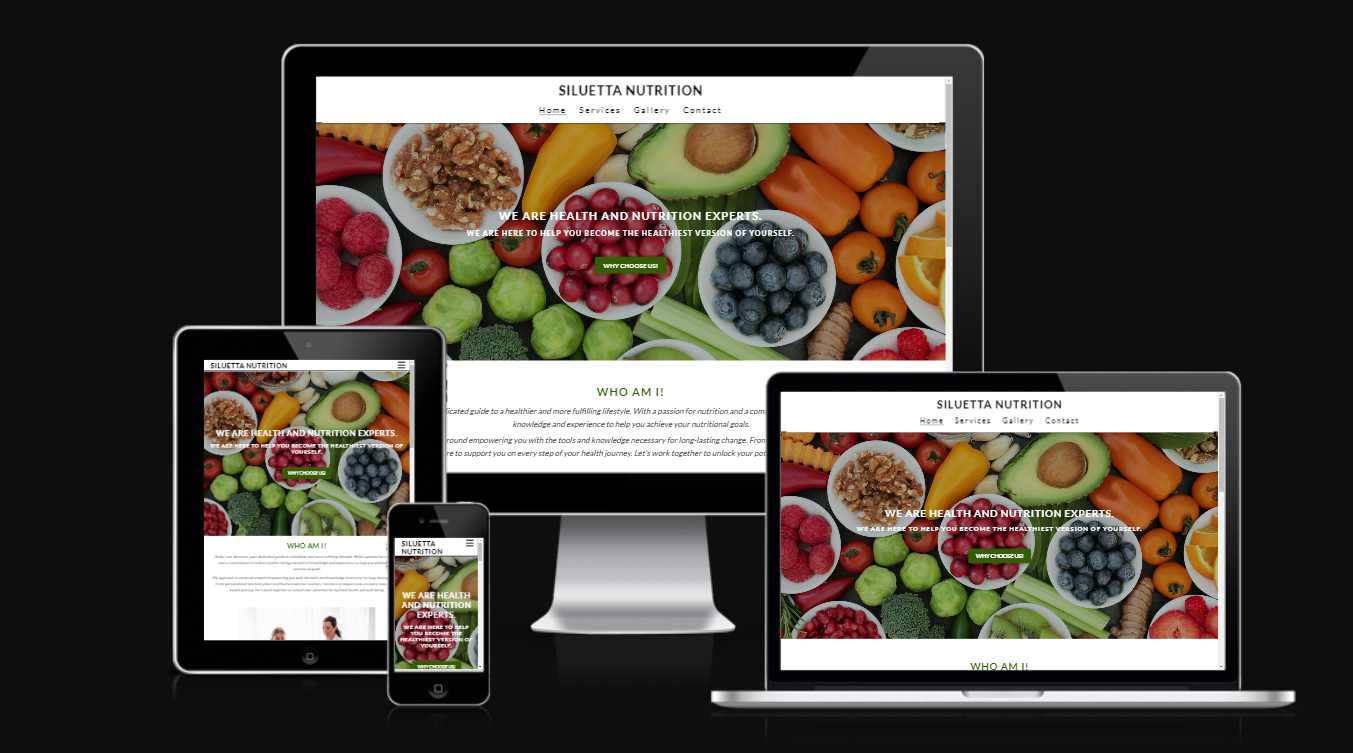 SILUETTA NUTRITION
Home Services Gallery Contact
WE ARE HEALTH AND NUTRITION EXPERTS.
WE ARE HERE TO HELP YOU BECOME THE HEALTHIEST VERSION OF YOURSELF.
WHY CHOOSE US!
WHO AM I!
dicated guide to a healthier and more fulfilling lifestyle. With a passion for nutrition and a com
knowledge and experience to help you achieve your nutritional goals.
round empowering you with the tools and knowledge necessary for long-lasting change. From
re to support you on every step of your health journey. Let's work together to unlock your pot
SILUETTA NUTRITION
WE ARE HEALTH AND NUTRITION EXPERTS.
WE ARE HERE TO HELP YOU BECOME THE HEALTHIEST VERSION OF
YOURSELF.
WHY CHOOSE US!
WHO AM I!
SILUETTA
NUTRITION
WE ARE HEALTH
AND NUTRITION
EXPERTS.
WE ARE HERE TO HELP
YOU BECOME THE
HEALTHIEST VERSION OF
YOURSELF.
WHY CHOOSE US!
SILUETTA NUTRITION
Home Services Gallery Contact
WE ARE HEALTH AND NUTRITION EXPERTS.
WE ARE HERE TO HELP YOU BECOME THE HEALTHIEST VERSION OF YOURSELF.
WHY CHOOSE US!
WHO AM I!